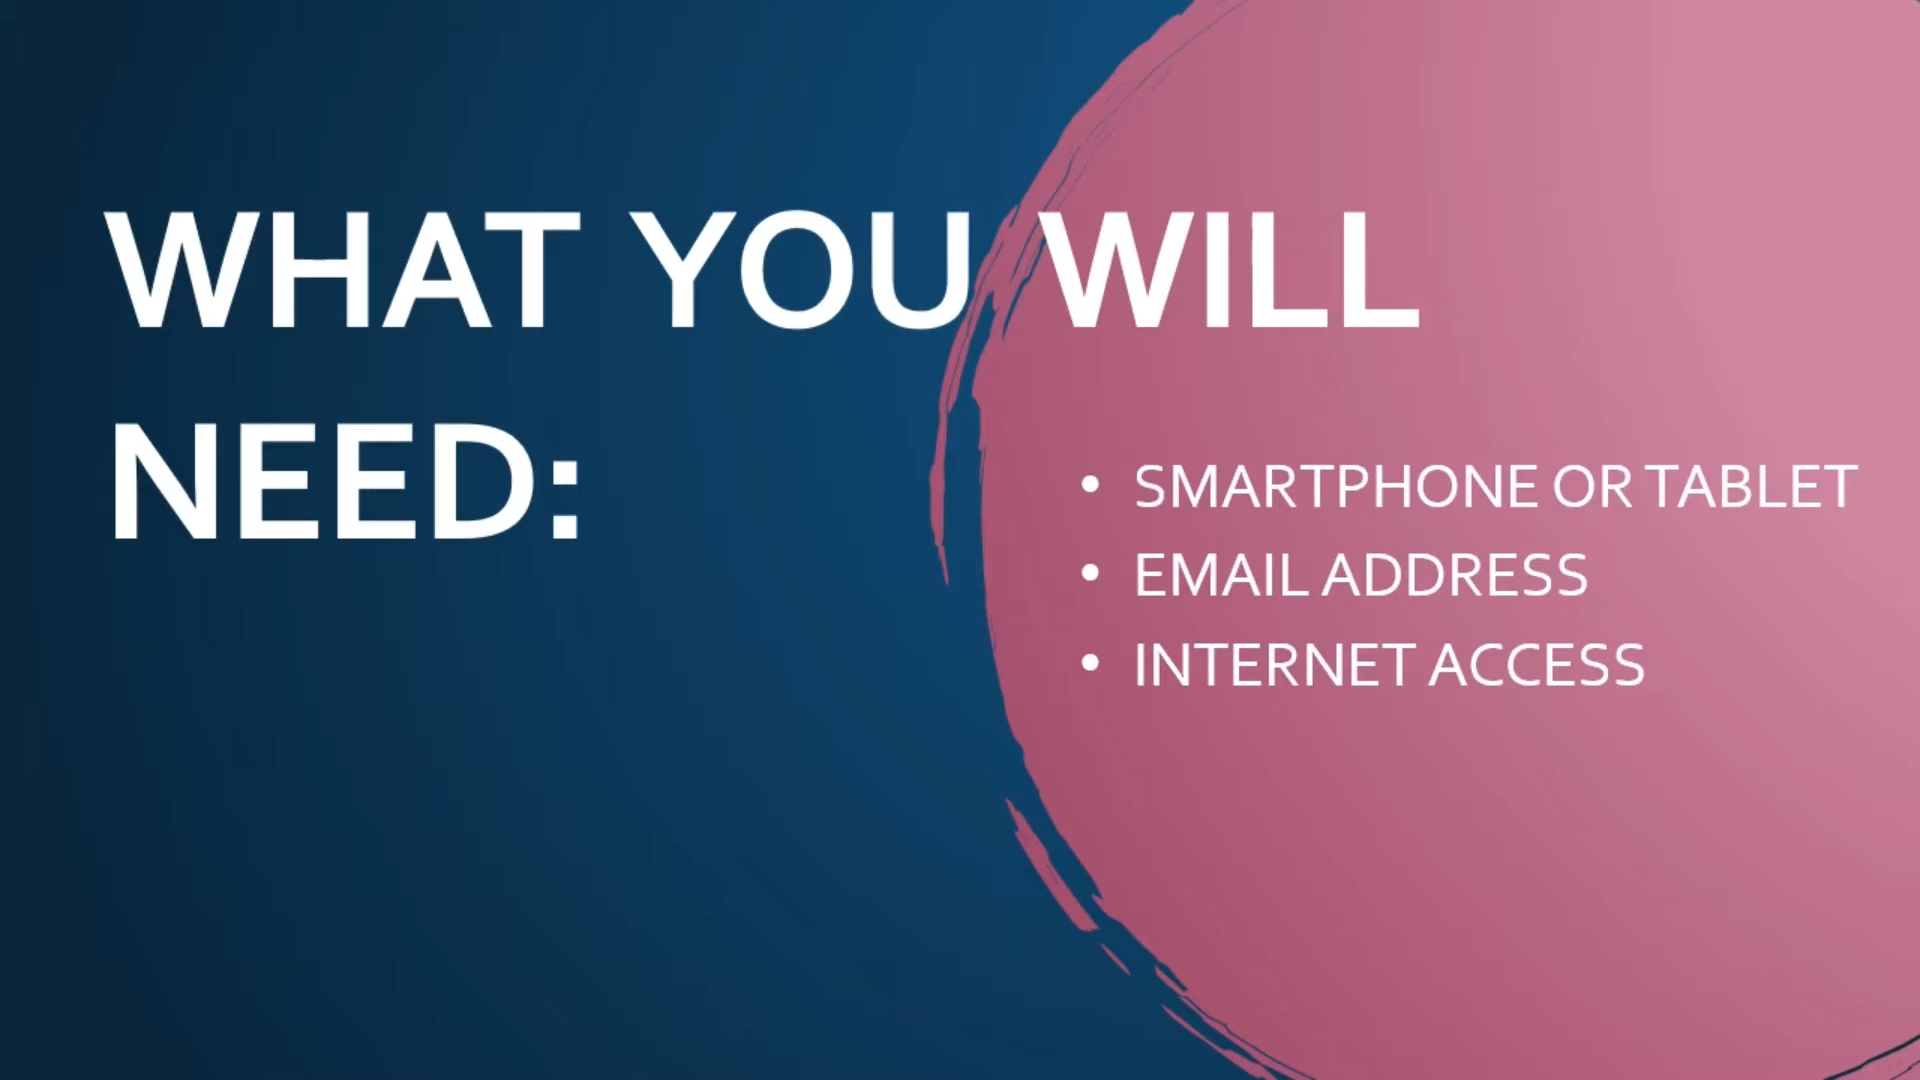 WHAT YOU WILL
NEED:
• SMARTPHONE OR TABLET
• EMAIL ADDRESS
• INTERNET ACCESS